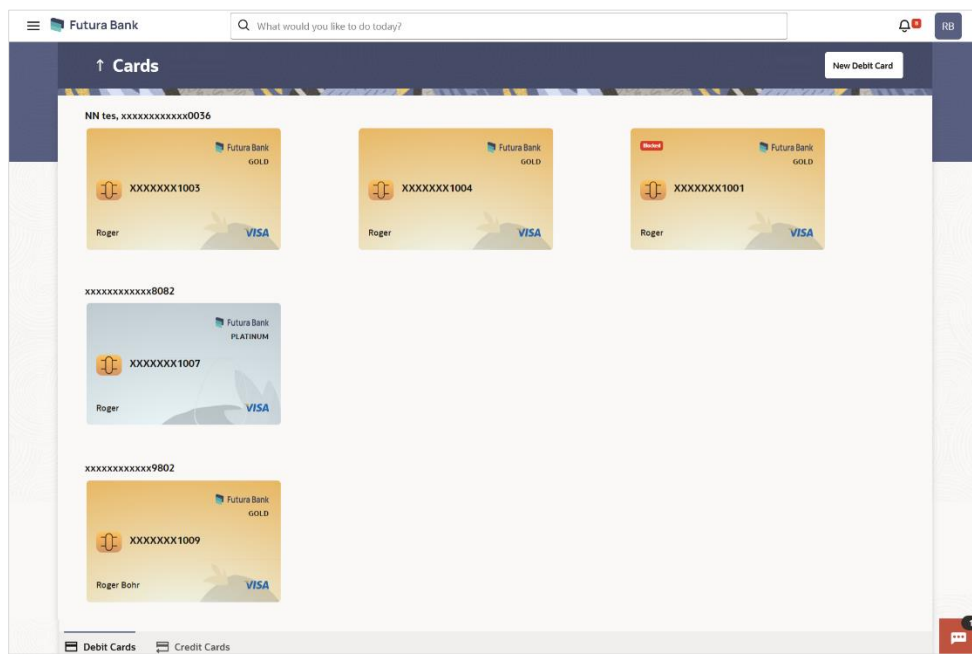 Futura Bank
What would you like to do today?
RB
↑ Cards
New Debit Card
NN tes, xxxxxxxxxxxx0036
Futura Bank
GOLD
XXXXXXX1003
Roger
VISA
Futura Bank
GOLD
XXXXXXX1004
Roger
VISA
Blocked
Futura Bank
GOLD
XXXXXXX1001
Roger
VISA
xxxxxxxxxxxx8082
Futura Bank
PLATINUM
XXXXXXX1007
Roger
VISA
xxxxxxxxxxxx9802
Futura Bank
GOLD
XXXXXXX1009
Roger Bohr
VISA
Debit Cards
Credit Cards